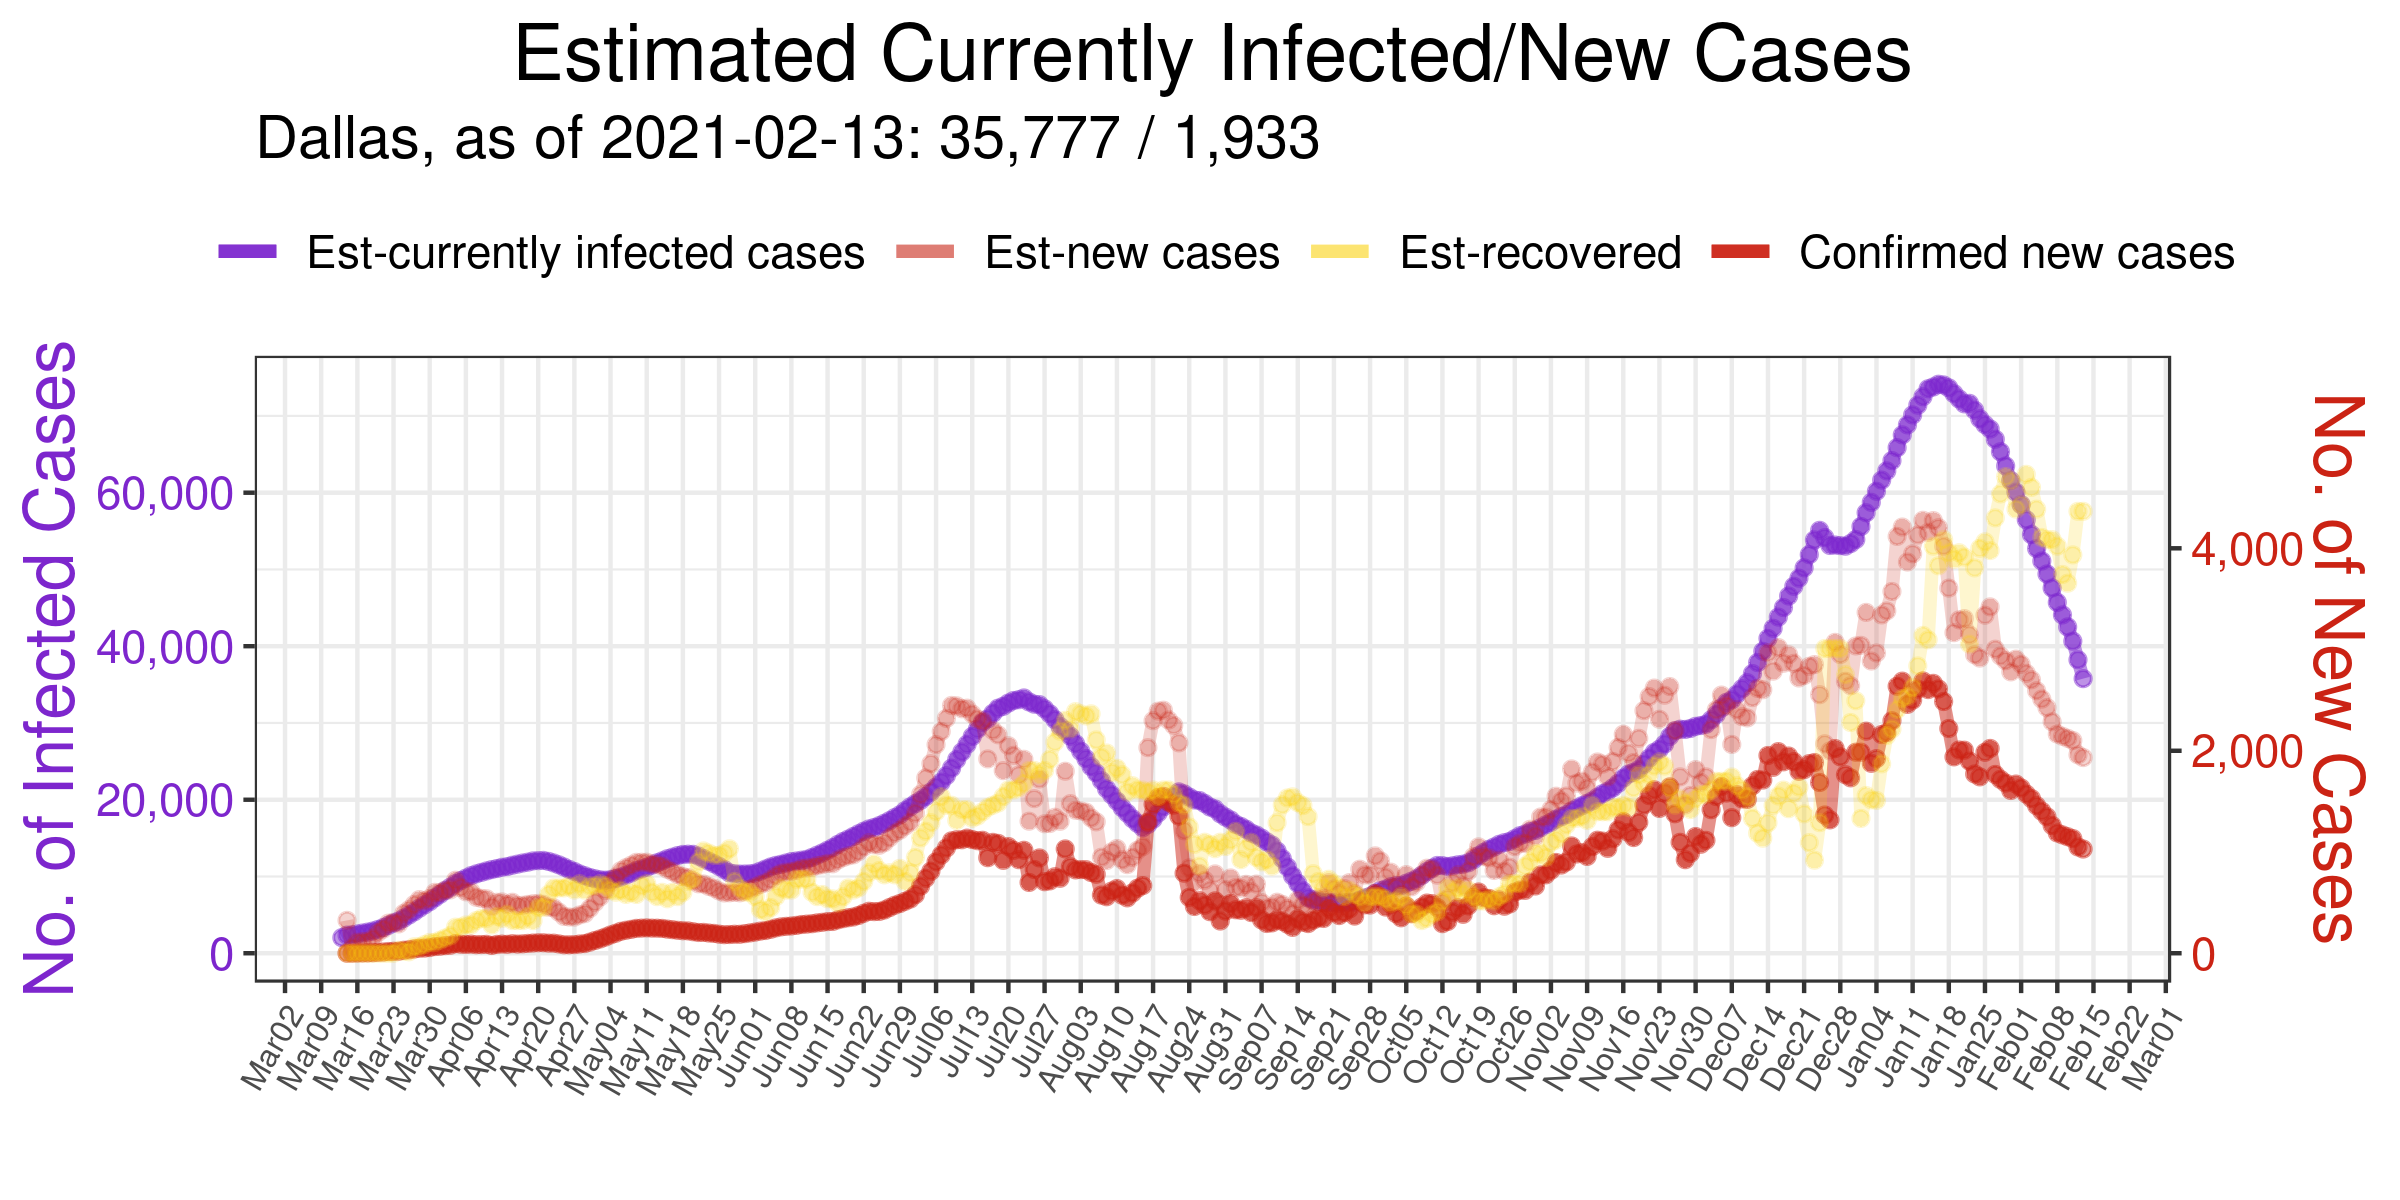 Estimated Currently Infected/New Cases
Dallas, as of 2021-02-13: 35,777 / 1,933
Est-currently infected cases
Est-new cases
Est-recovered
Confirmed new cases
No. of Infected Cases
60,000
40,000
20,000
0
No. of New Cases
4,000
2,000
0
Mar02
Mar09
Mar16
Mar23
Mar30
Apr06
Apr13
Apr20
Apr27
May04
May11
May18
May25
Jun01
Jun08
Jun15
Jun22
Jun29
Jul06
Jul13
Jul20
Jul27
Aug03
Aug10
Aug17
Aug24
Aug31
Sep07
Sep14
Sep21
Sep28
Oct05
Oct12
Oct19
Oct26
Nov02
Nov09
Nov16
Nov23
Nov30
Dec07
Dec14
Dec21
Dec28
Jan04
Jan11
Jan18
Jan25
Feb01
Feb08
Feb15
Feb22
Mar01